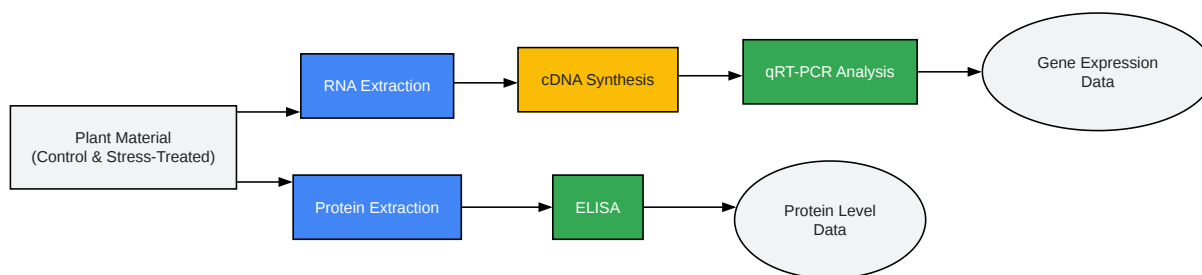 Plant Material
(Control & Stress-Treated)
RNA Extraction
cDNA Synthesis
qRT-PCR Analysis
Gene Expression
Data
Protein Extraction
ELISA
Protein Level
Data